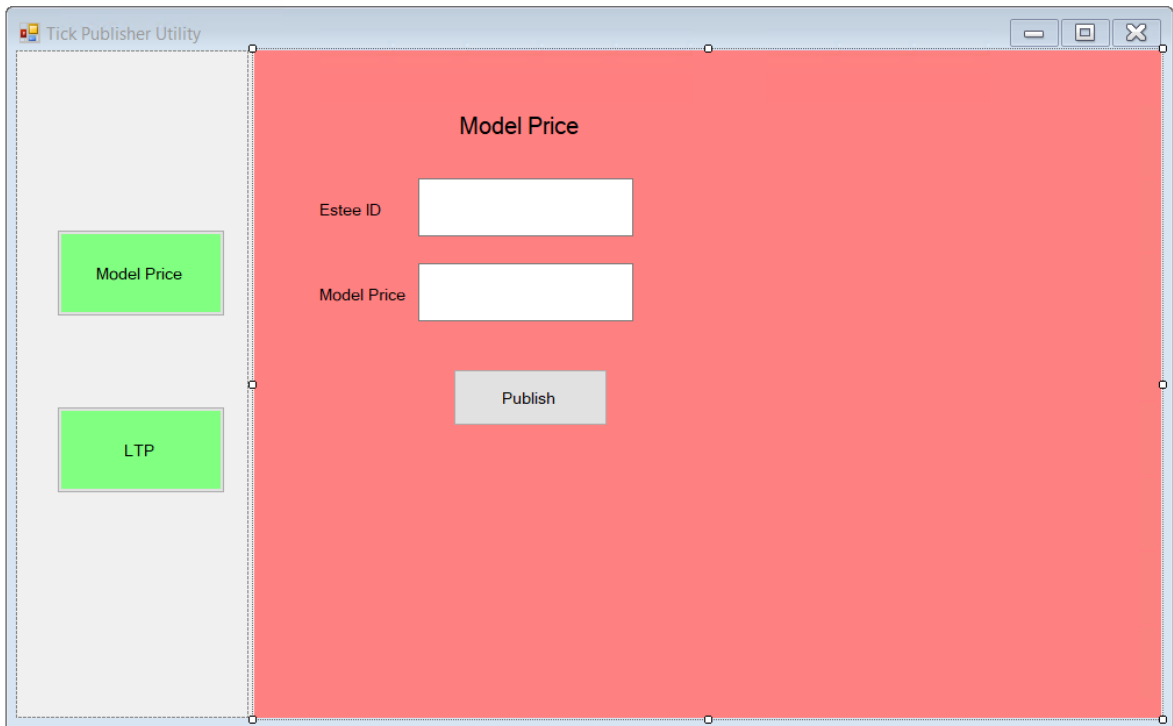 Tick Publisher Utility
Model Price
Estee ID
Model Price
Model Price
LTP
Publish